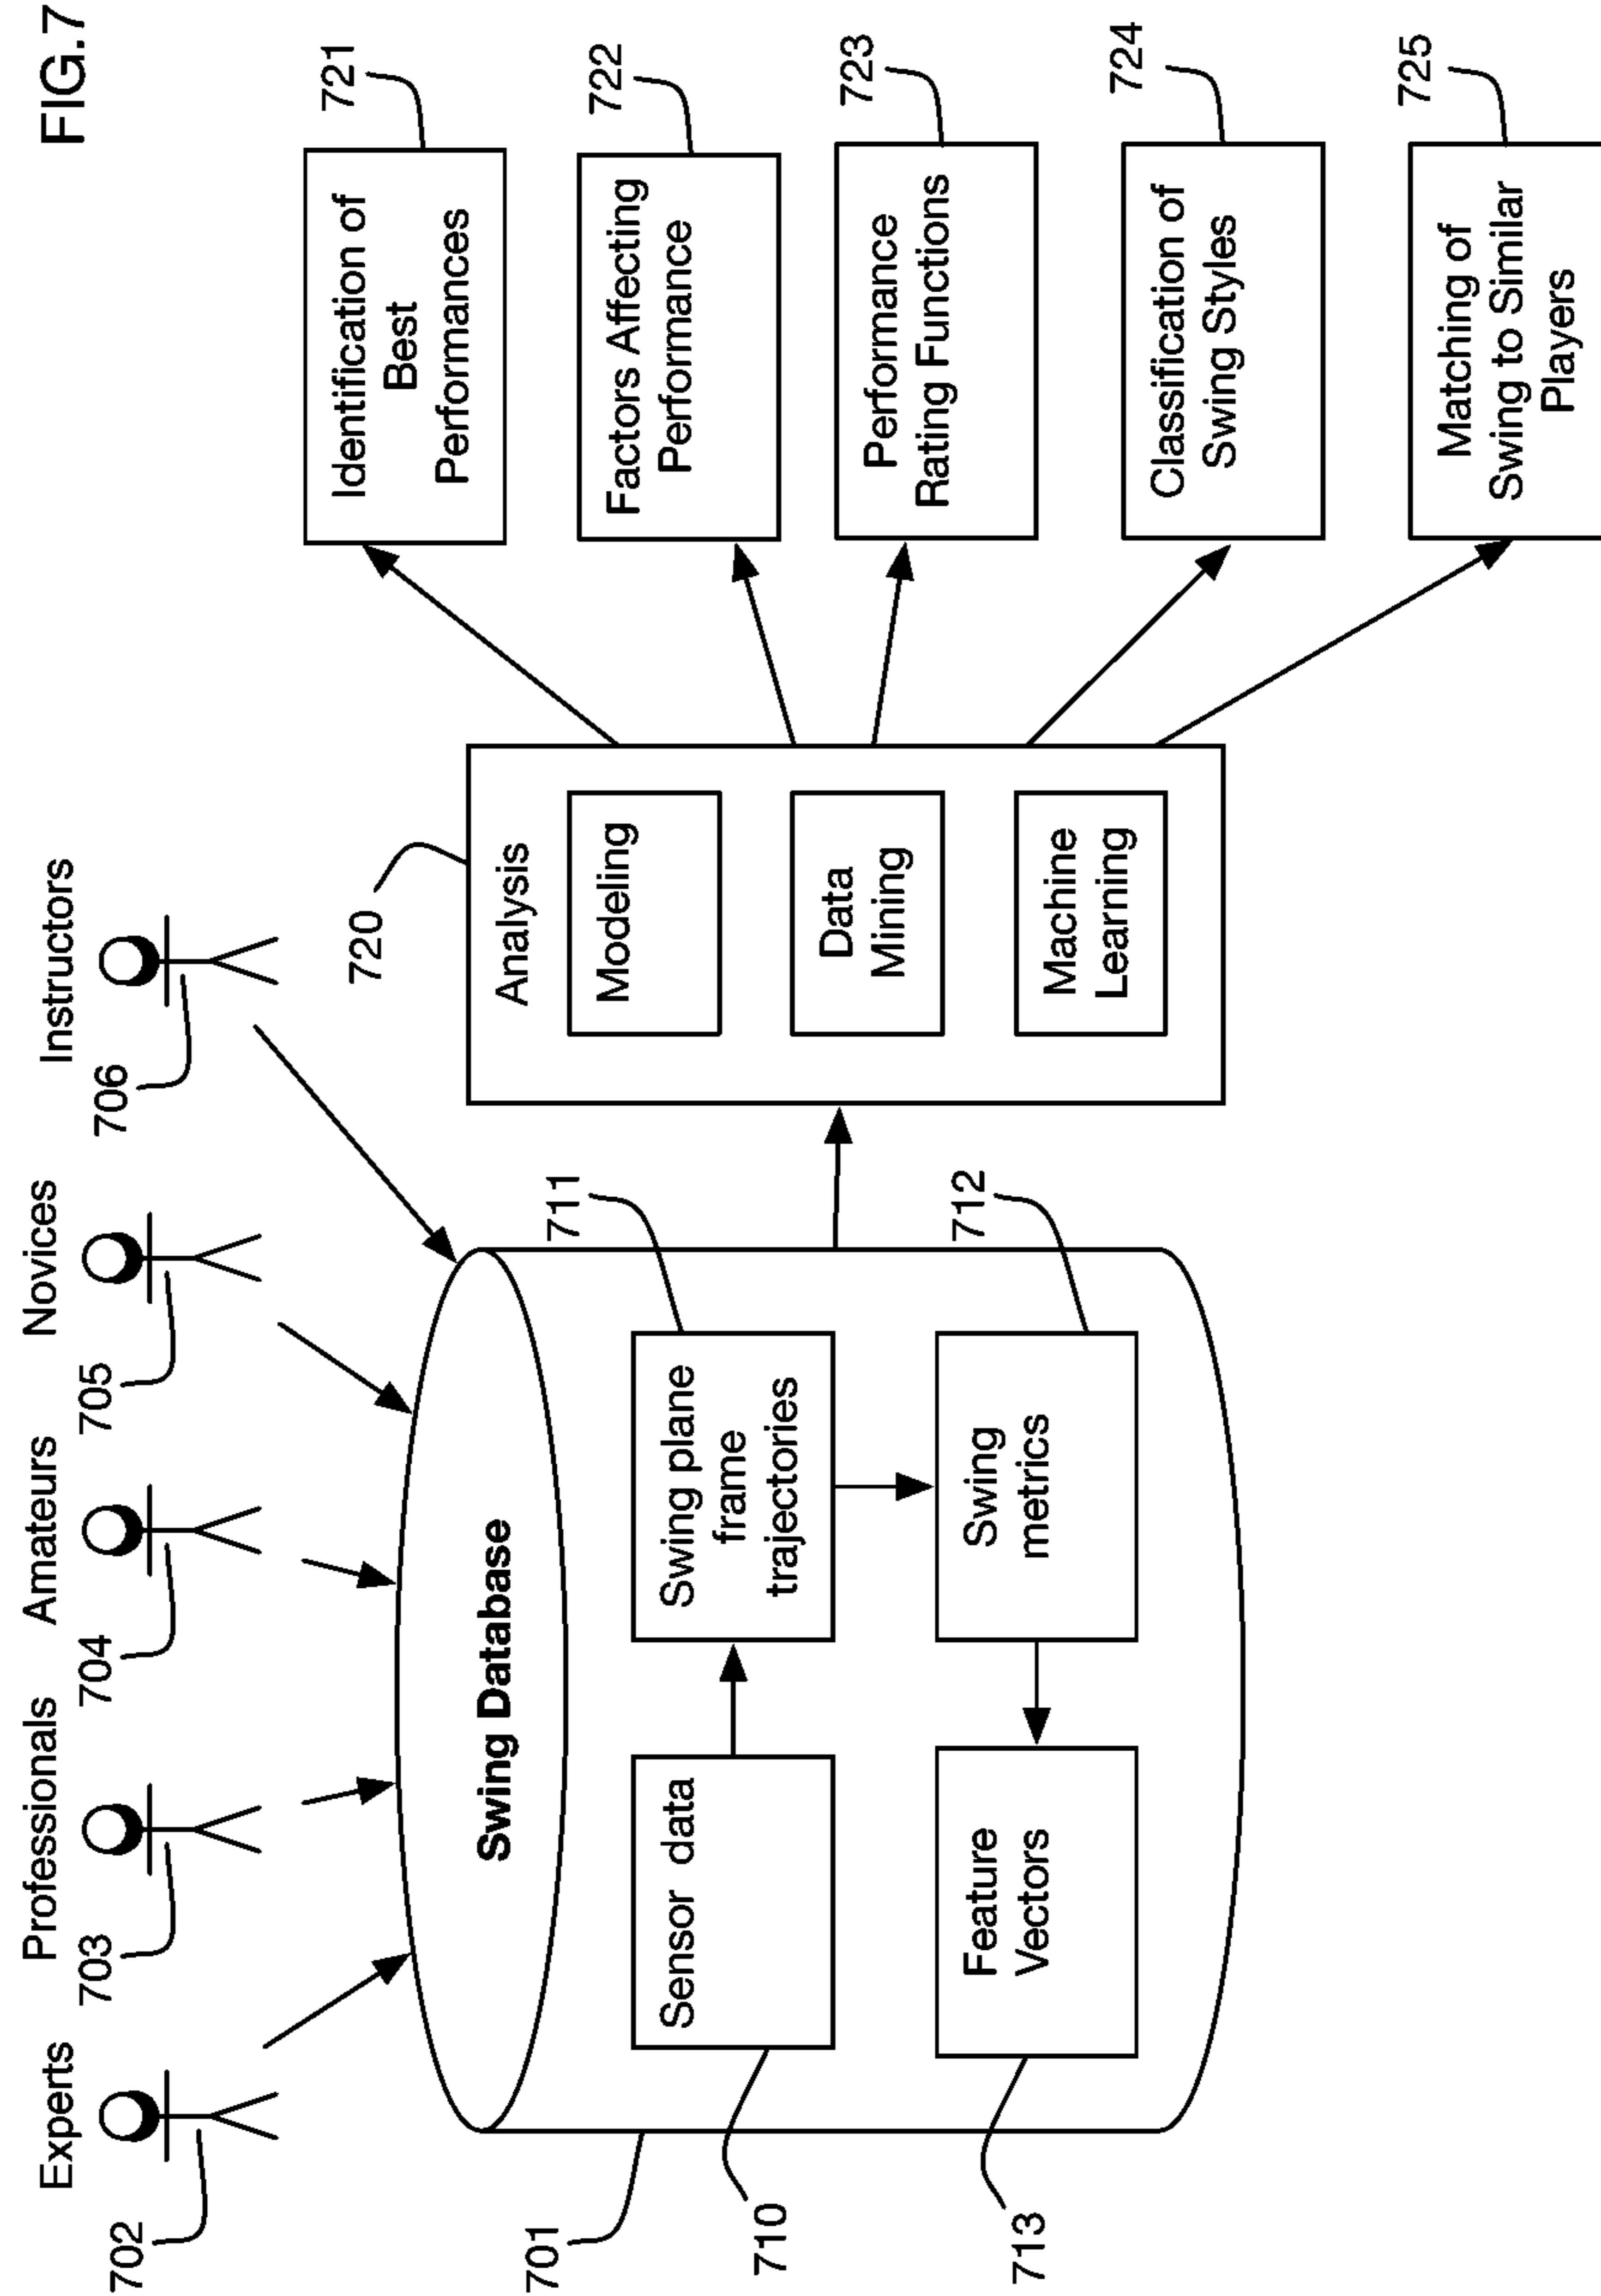 FIG.7
Experts
Professionals
Amateurs
Novices
Instructors
702
703
704
705
706
701
Swing Database
Sensor data
710
Swing plane
frame
trajectories
711
Swing
metrics
712
Feature
Vectors
713
720
Analysis
Modeling
Data
Mining
Machine
Learning
Identification of
Best
Performances
721
Factors Affecting
Performance
722
Performance
Rating Functions
723
Classification of
Swing Styles
724
Matching of
Swing to Similar
Players
725